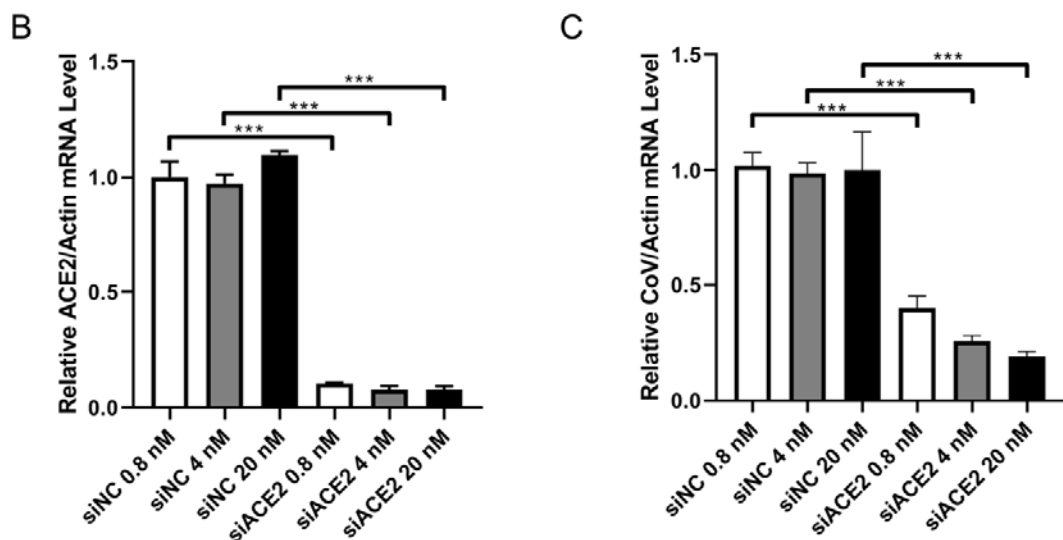 B
Relative ACE2/Actin mRNA Level
1.5
1.0
0.5
0.0
***
***
***
siNC 0.8 nM
siNC 4 nM
siNC 20 nM
siACE2 0.8 nM
siACE2 4 nM
siACE2 20 nM
C
Relative CoV/Actin mRNA Level
1.5
1.0
0.5
0.0
***
***
***
siNC 0.8 nM
siNC 4 nM
siNC 20 nM
siACE2 0.8 nM
siACE2 4 nM
siACE2 20 nM